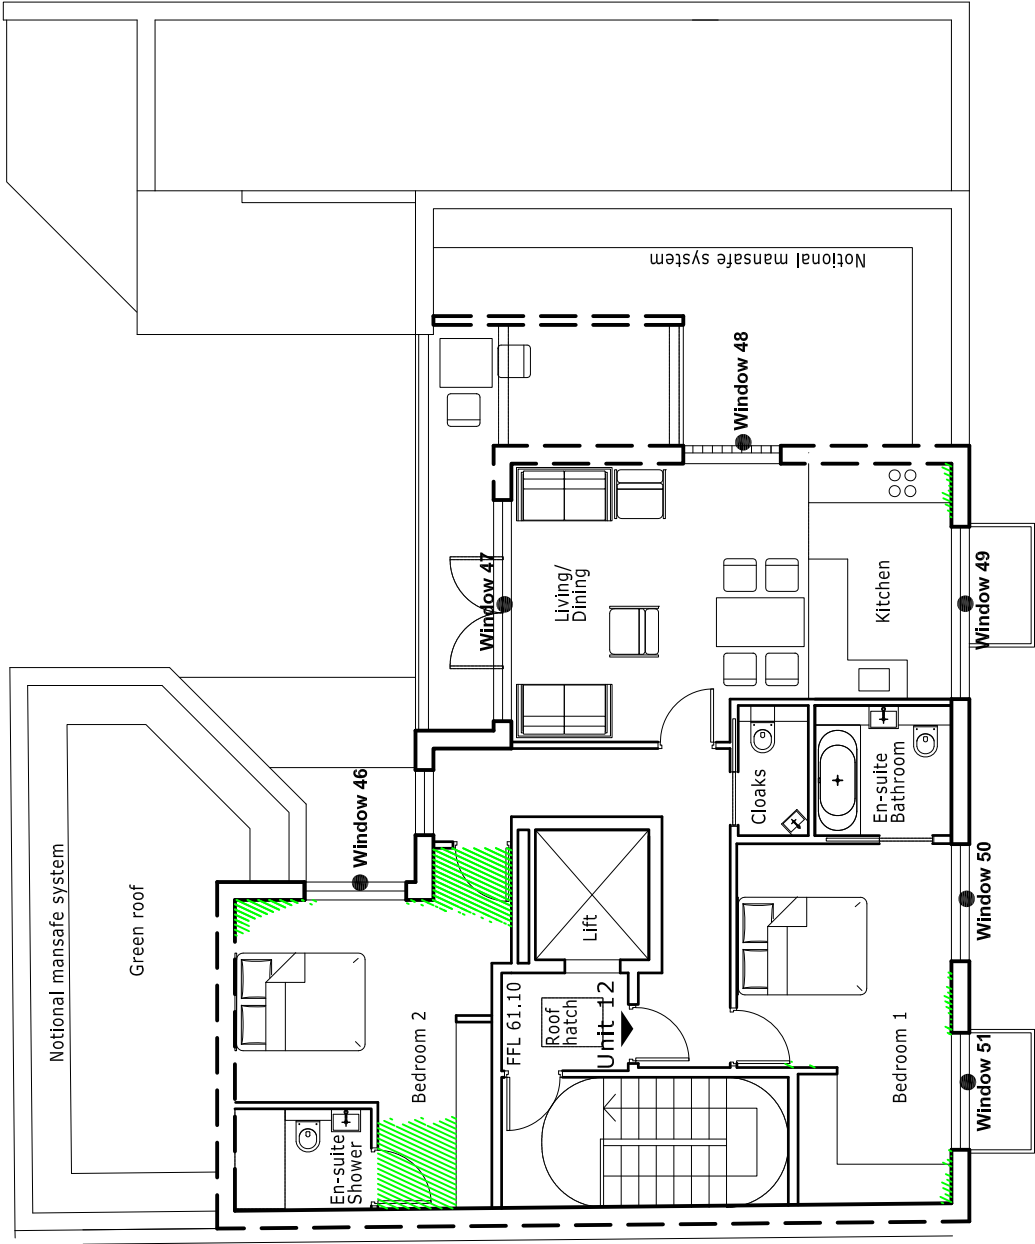 Notional mansafe system
Window 48
Window 47
Living/
Dining
Window 49
Kitchen
Window 46
Cloaks
En-suite
Bathroom
Window 50
Notional mansafe system
Green roof
Lift
FFL 61.10
Roof
hatch
Unit 12
Bedroom 2
Bedroom 1
Window 51
En-suite
Shower